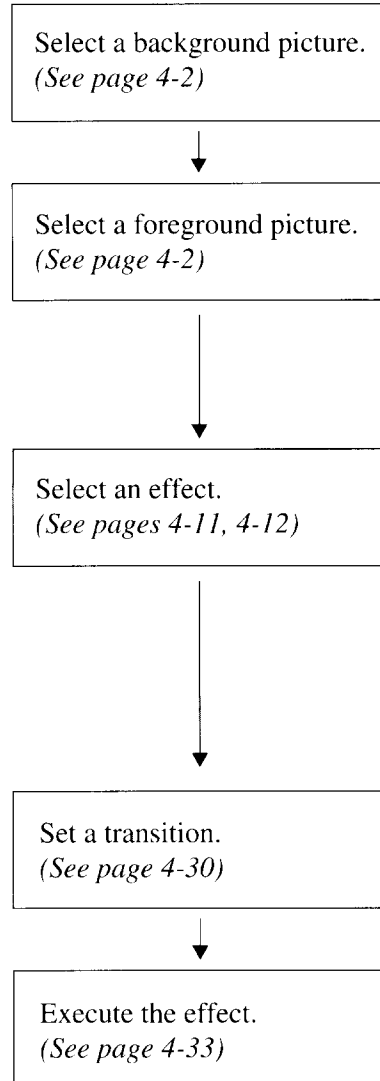 Select a background picture.
(See page 4-2)
Select a foreground picture.
(See page 4-2)
Select an effect.
(See pages 4-11, 4-12)
Set a transition.
(See page 4-30)
Execute the effect.
(See page 4-33)